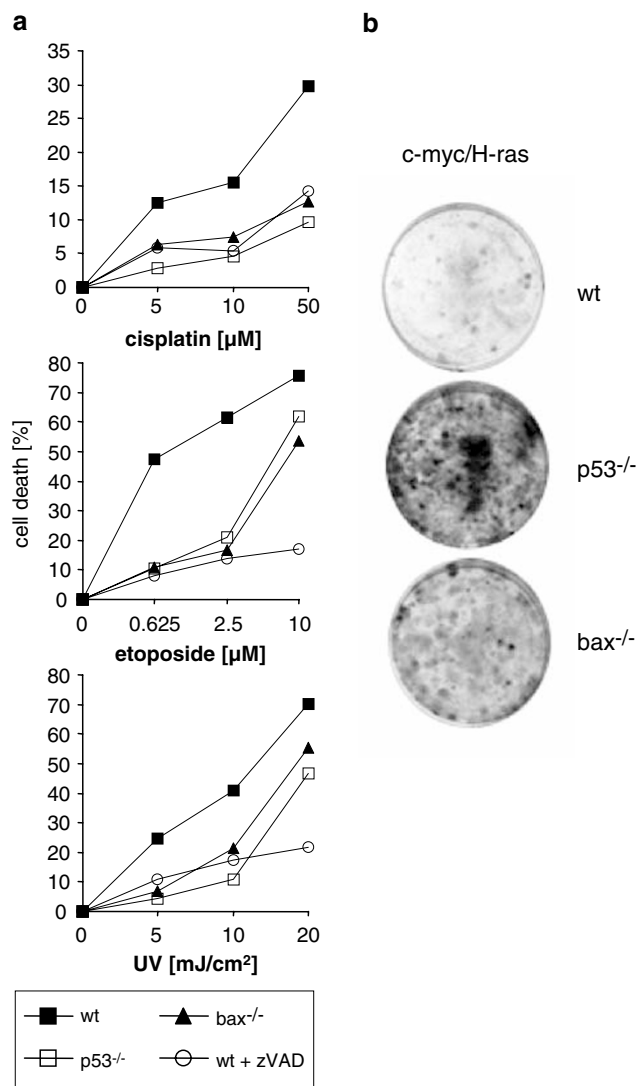 a
b
35
30
25
20
15
10
5
0
0 5 10 50
cisplatin [µM]
80
70
60
50
40
30
20
10
0
0 0.625 2.5 10
etoposide [µM]
cell death [%]
80
70
60
50
40
30
20
10
0
0 5 10 20
UV [mJ/cm²]
wt
bax-/-
p53-/-
wt + zVAD
c-myc/H-ras
wt
p53-/-
bax-/-